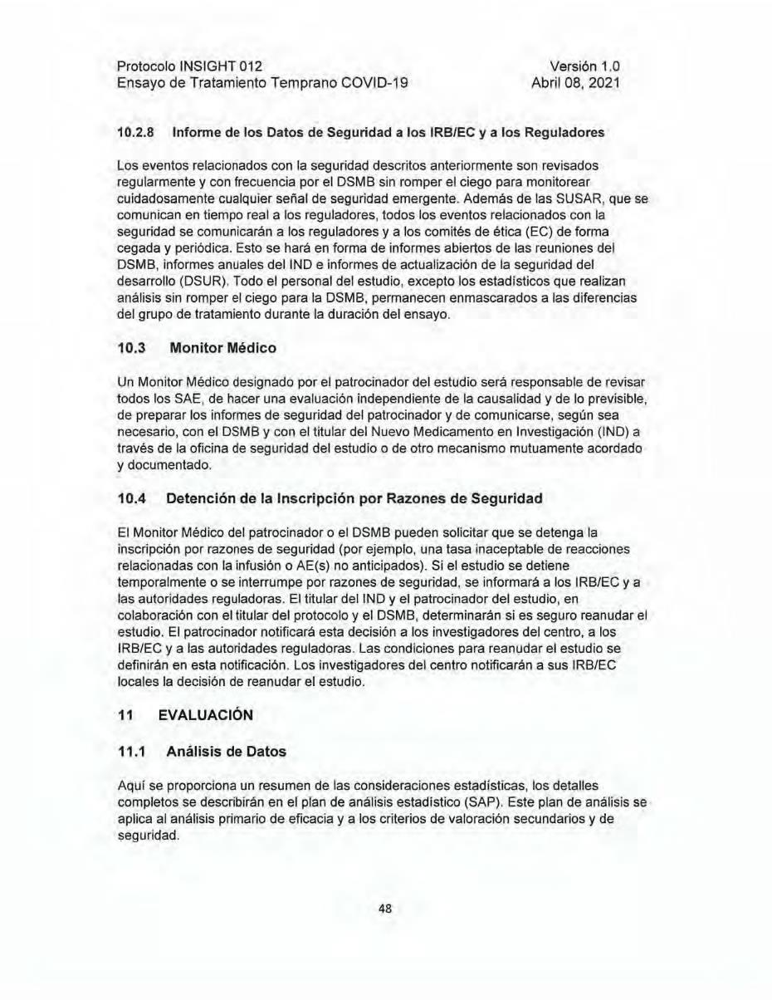 Protocolo INSIGHT 012 Versión 1.0
Ensayo de Tratamiento Temprano COVID-19 Abril 08, 2021
10.2.8 Informe de los Datos de Seguridad a los IRB/EC y a los Reguladores
Los eventos relacionados con la seguridad descritos anteriormente son revisados
regularmente y con frecuencia por el DSMB sin romper el ciego para monitorear
cuidadosamente cualquier señal de seguridad emergente. Además de las SUSAR, que se
comunican en tiempo real a los reguladores, todos los eventos relacionados con la
seguridad se comunicarán a los reguladores y a los comités de ética (EC) de forma
cegada y periódica. Esto se hará en forma de informes abiertos de las reuniones del
DSMB, informes anuales del IND e informes de actualización de la seguridad del
desarrollo (DSUR). Todo el personal del estudio, excepto los estadísticos que realizan
análisis sin romper el ciego para la DSMB, permanecen enmascarados a las diferencias
del grupo de tratamiento durante la duración del ensayo.
10.3 Monitor Médico
Un Monitor Médico designado por el patrocinador del estudio será responsable de revisar
todos los SAE, de hacer una evaluación independiente de la causalidad y de lo previsible,
de preparar los informes de seguridad del patrocinador y de comunicarse, según sea
necesario, con el DSMB y con el titular del Nuevo Medicamento en Investigación (IND) a
través de la oficina de seguridad del estudio o de otro mecanismo mutuamente acordado
y documentado.
10.4 Detención de la Inscripción por Razones de Seguridad
El Monitor Médico del patrocinador o el DSMB pueden solicitar que se detenga la
inscripción por razones de seguridad (por ejemplo, una tasa inaceptable de reacciones
relacionadas con la infusión o AE(s) no anticipados). Si el estudio se detiene
temporalmente o se interrumpe por razones de seguridad, se informará a los IRB/EC y a
las autoridades reguladoras. El titular del IND y el patrocinador del estudio, en
colaboración con el titular del protocolo y el DSMB, determinarán si es seguro reanudar el
estudio. El patrocinador notificará esta decisión a los investigadores del centro, a los
IRB/EC y a las autoridades reguladoras. Las condiciones para reanudar el estudio se
definirán en esta notificación. Los investigadores del centro notificarán a sus IRB/EC
locales la decisión de reanudar el estudio.
11 EVALUACIÓN
11.1 Análisis de Datos
Aquí se proporciona un resumen de las consideraciones estadísticas, los detalles
completos se describirán en el plan de análisis estadístico (SAP). Este plan de análisis se
aplica al análisis primario de eficacia y a los criterios de valoración secundarios y de
seguridad.
48